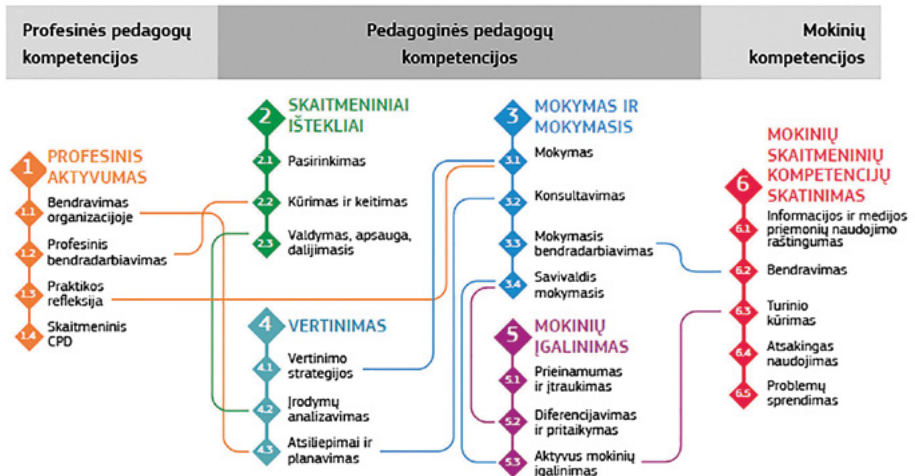 Profesinės pedagogų
kompetencijos
Pedagoginės pedagogų
kompetencijos
Mokinių
kompetencijos
1
PROFESINIS
AKTYVUMAS
1.1
Bendravimas
organizacijoje
1.2
Profesinis
bendradarbiavimas
1.3
Praktikos
refleksija
1.4
Skaitmeninis
CPD
2
SKAITMENINIAI
IŠTEKLIAI
2.1
Pasirinkimas
2.2
Kūrimas ir keitimas
2.3
Valdymas, apsauga,
dalijimasis
3
MOKYMAS IR
MOKYMASIS
3.1
Mokymas
3.2
Konsultavimas
3.3
Mokymasis
bendradarbiavimas
3.4
Savivaldis
mokymasis
4
VERTINIMAS
4.1
Vertinimo
strategijos
4.2
Įrodymų
analizavimas
4.3
Atsiliepimai ir
planavimas
5
MOKINIŲ
ĮGALINIMAS
5.1
Prieinamumas
ir įtraukimas
5.2
Diferencijavimas
ir pritaikymas
5.3
Aktyvus mokinių
įgalinimas
6
MOKINIŲ
SKAITMENINIŲ
KOMPETENCIJŲ
SKATINIMAS
6.1
Informacijos ir medijos
priemonių naudojimo
raštingumas
6.2
Bendravimas
6.3
Turinio
kūrimas
6.4
Atsakingas
naudojimas
6.5
Problemų
sprendimas